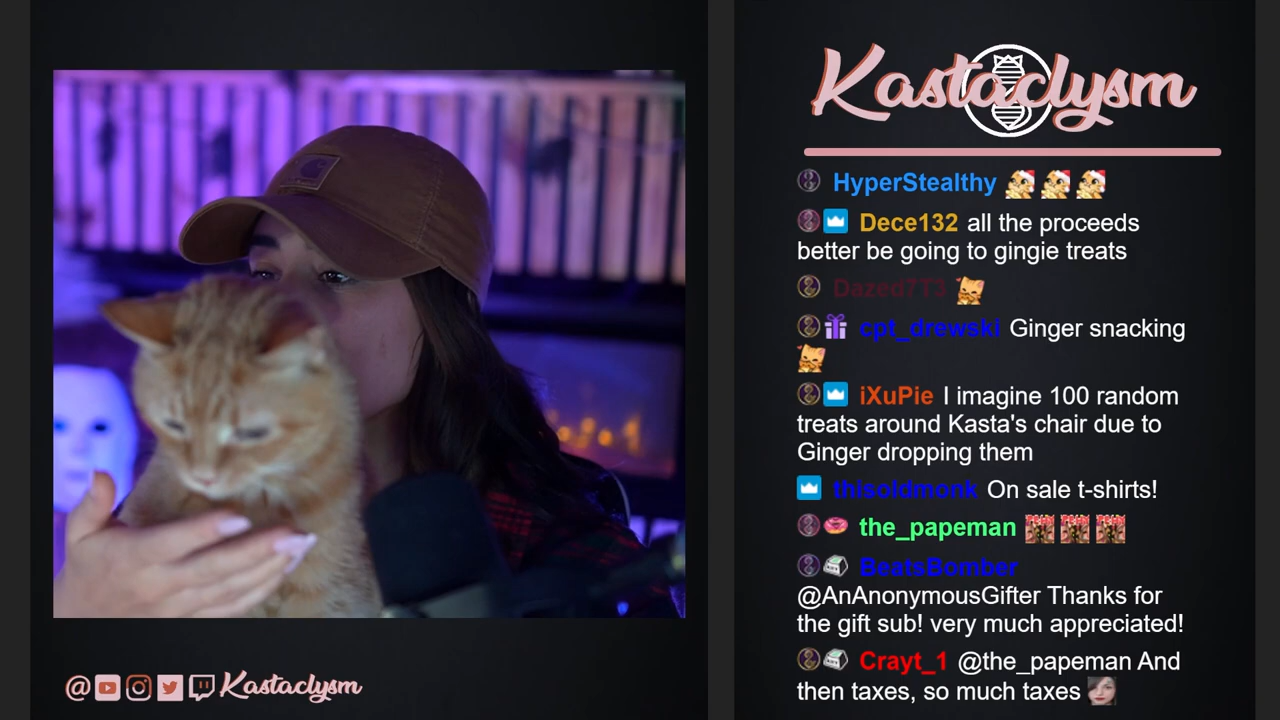 Kastaclysm
HyperStealthy
Dece132 all the proceeds
better be going to gingie treats
Dazed7T3
cpt_drewski Ginger snacking
iXuPie I imagine 100 random
treats around Kasta's chair due to
Ginger dropping them
thisoldmonk On sale t-shirts!
the_papeman
BeatsBomber
@AnAnonymousGifter Thanks for
the gift sub! very much appreciated!
Crayt_1 @the_papeman And
then taxes, so much taxes
@ Kastaclysm